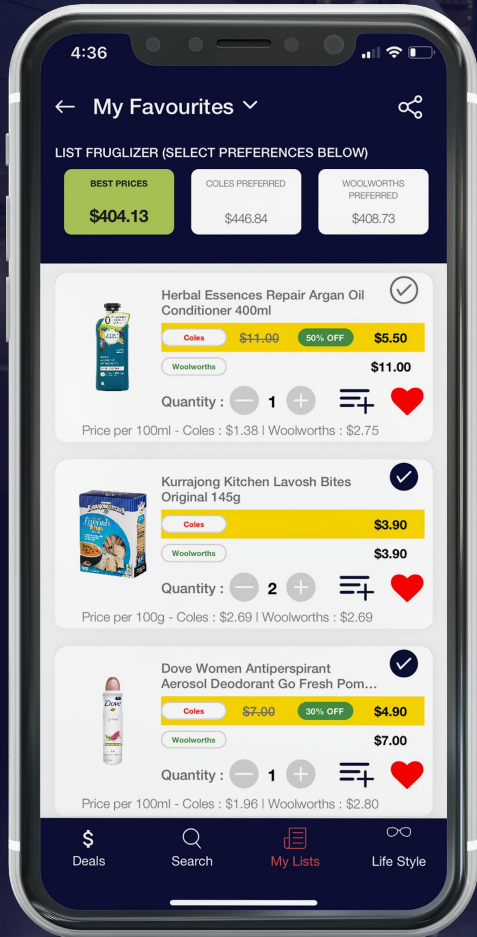 4:36
My Favourites
LIST FRUGLIZER (SELECT PREFERENCES BELOW)
BEST PRICES
$404.13
COLES PREFERRED
$446.84
WOOLWORTHS
PREFERRED
$408.73
Herbal Essences Repair Argan Oil
Conditioner 400ml
Coles $11.00 50% OFF $5.50
Woolworths $11.00
Quantity : 1
Price per 100ml - Coles : $1.38 | Woolworths : $2.75
Kurrajong Kitchen Lavosh Bites
Original 145g
KURRAJONG KITCHEN
Lavosh
Coles $3.90
Woolworths $3.90
Quantity : 2
Price per 100g - Coles : $2.69 | Woolworths : $2.69
Dove Women Antiperspirant
Aerosol Deodorant Go Fresh Pom...
Dove
Coles $7.00 30% OFF $4.90
Woolworths $7.00
Quantity : 1
Price per 100ml - Coles : $1.96 | Woolworths : $2.80
$
Deals
Search
My Lists
Life Style